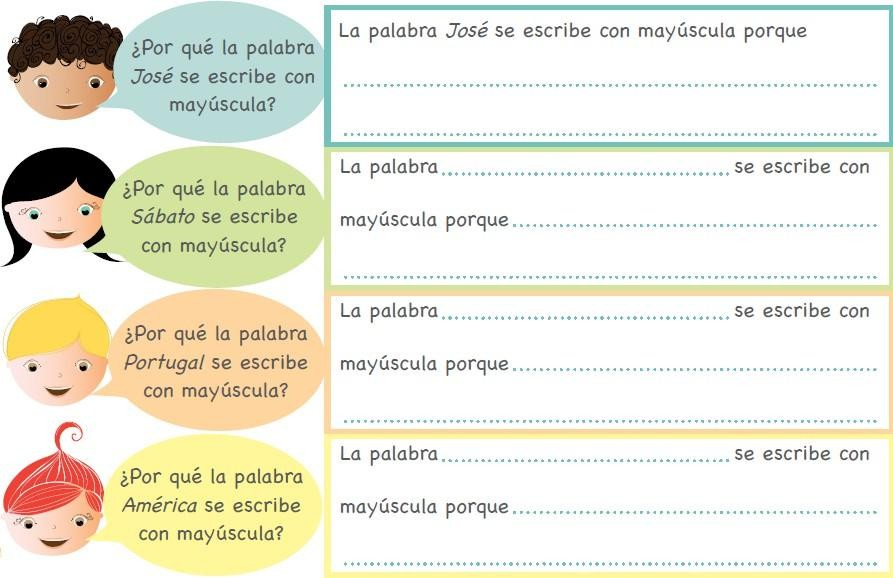 ¿Por qué la palabra
José se escribe con
mayúscula?
La palabra José se escribe con mayúscula porque
¿Por qué la palabra
Sábato se escribe
con mayúscula?
La palabra se escribe con
mayúscula porque
¿Por qué la palabra
Portugal se escribe
con mayúscula?
La palabra se escribe con
mayúscula porque
¿Por qué la palabra
América se escribe
con mayúscula?
La palabra se escribe con
mayúscula porque